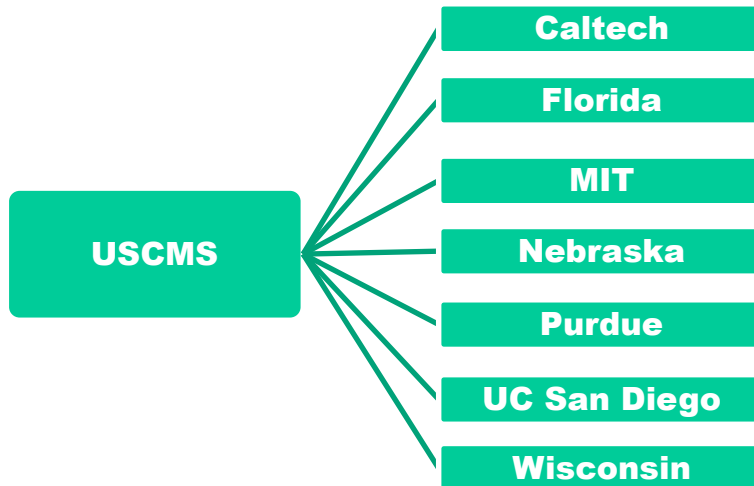 Caltech
Florida
MIT
USCMS
Nebraska
Purdue
UC San Diego
Wisconsin